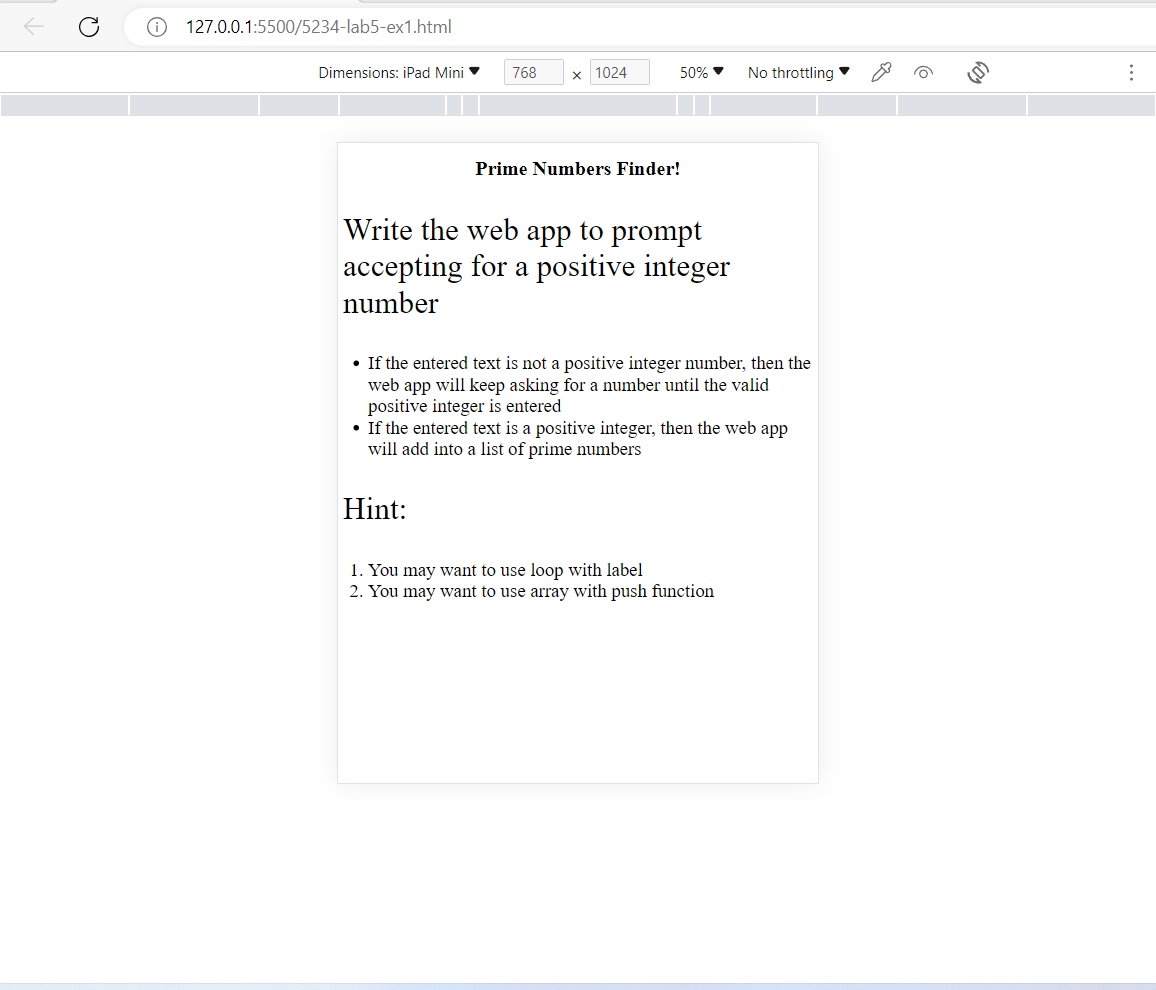 127.0.0.1:5500/5234-lab5-ex1.html
Dimensions: iPad Mini 768 × 1024 50% No throttling
Prime Numbers Finder!
Write the web app to prompt
accepting for a positive integer
number
• If the entered text is not a positive integer number, then the
web app will keep asking for a number until the valid
positive integer is entered
• If the entered text is a positive integer, then the web app
will add into a list of prime numbers
Hint:
1. You may want to use loop with label
2. You may want to use array with push function